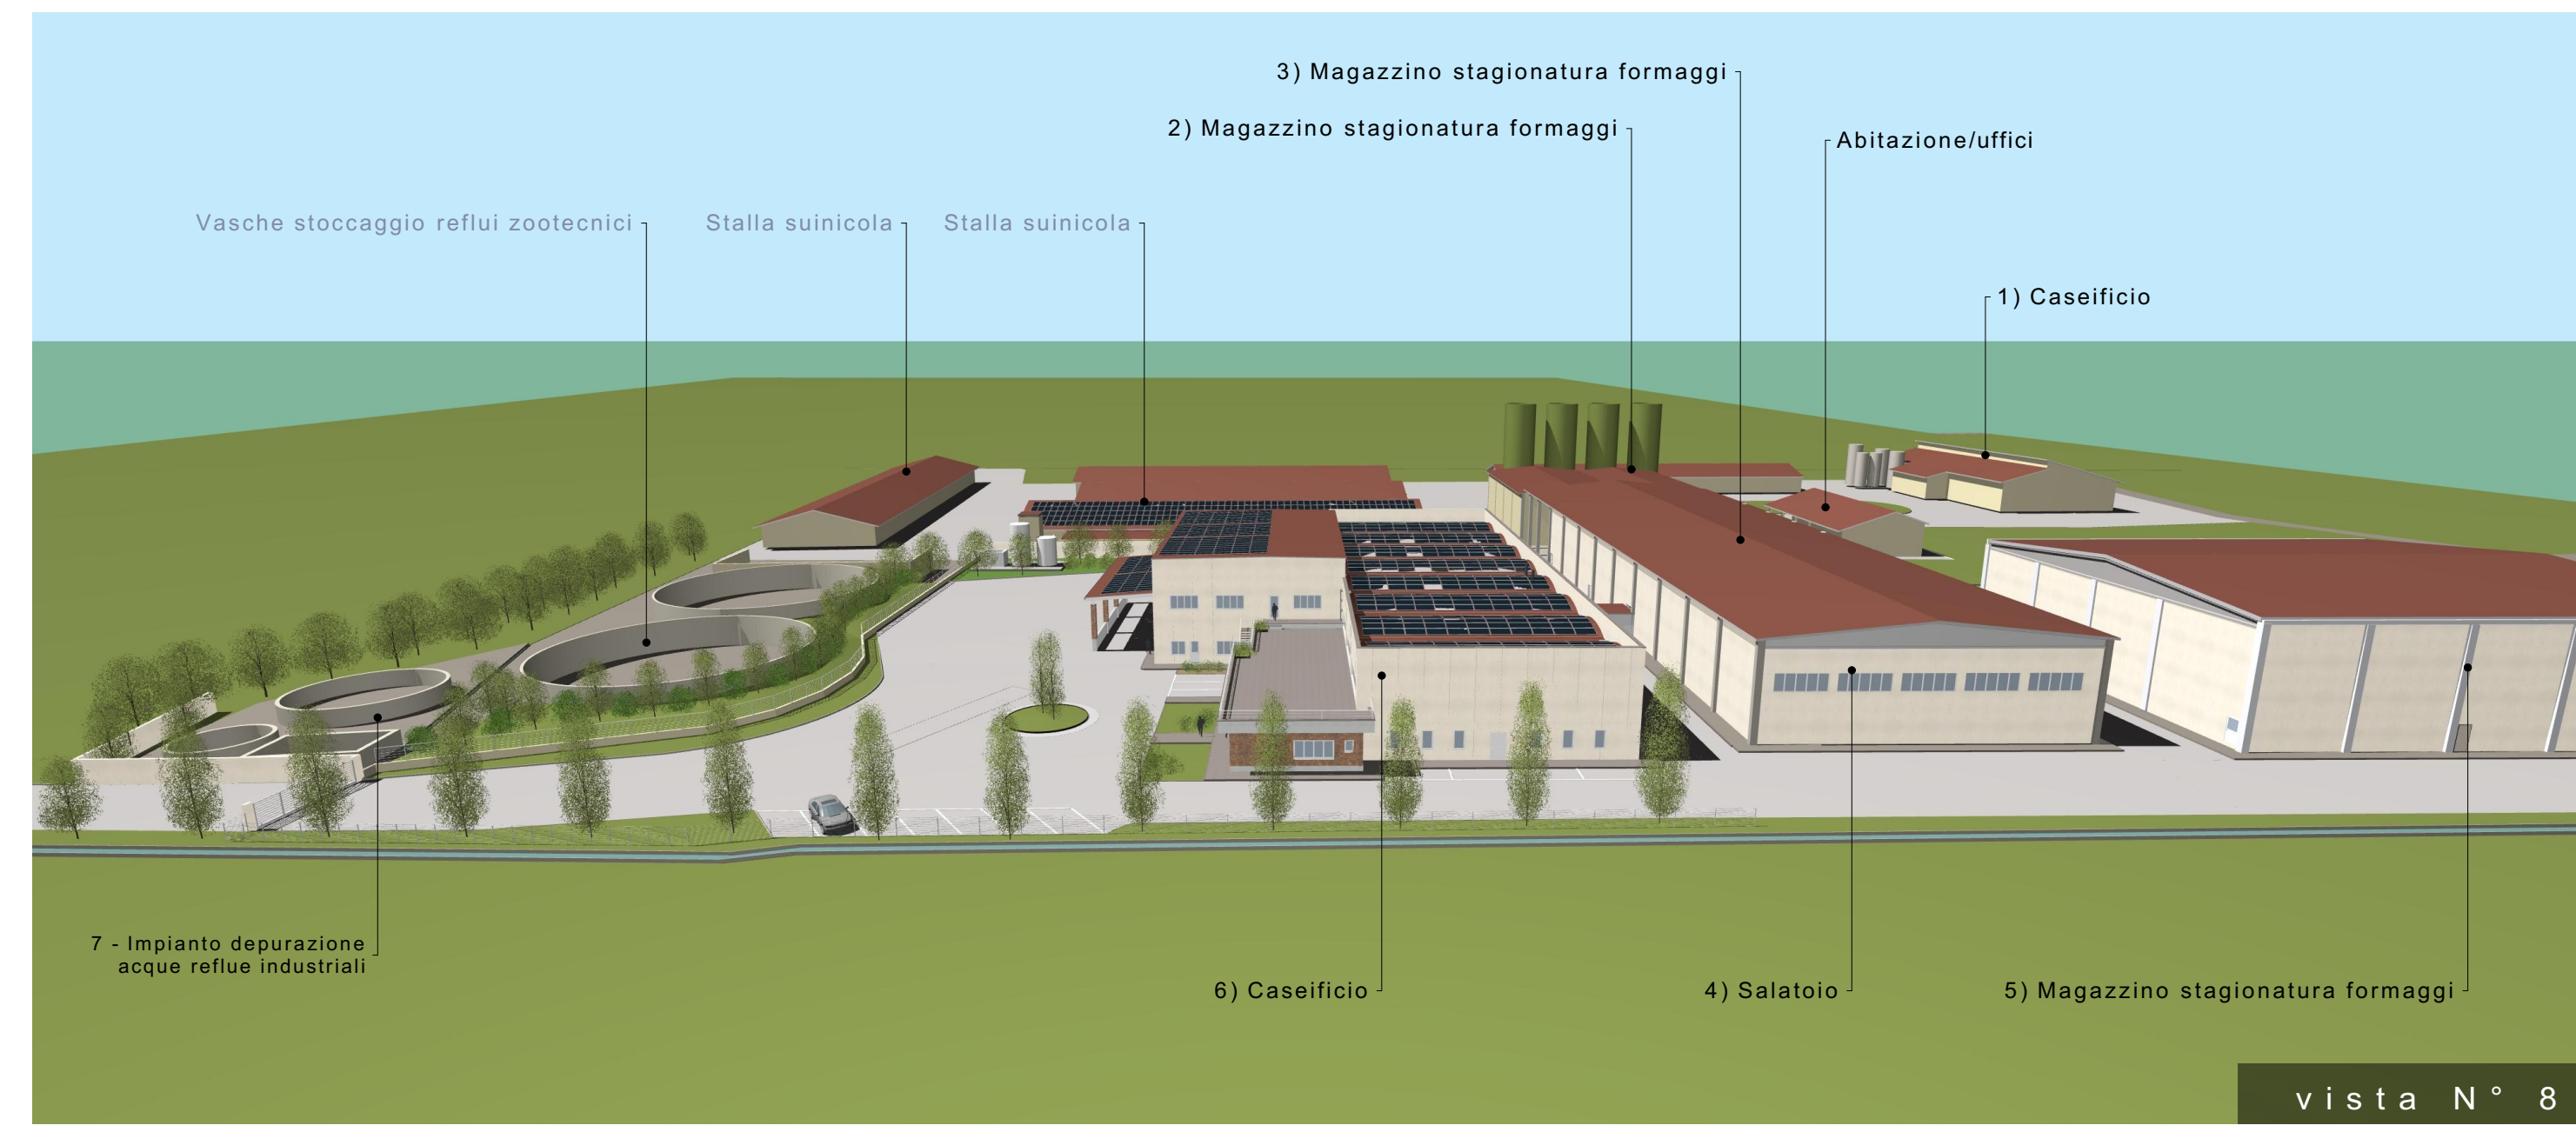 3) Magazzino stagionatura formaggi
2) Magazzino stagionatura formaggi
Abitazione/uffici
Vasche stoccaggio reflui zootecnici
Stalla suinicola
Stalla suinicola
1) Caseificio
7 - Impianto depurazione
acque reflue industriali
6) Caseificio
4) Salatoio
5) Magazzino stagionatura formaggi
vista N° 8